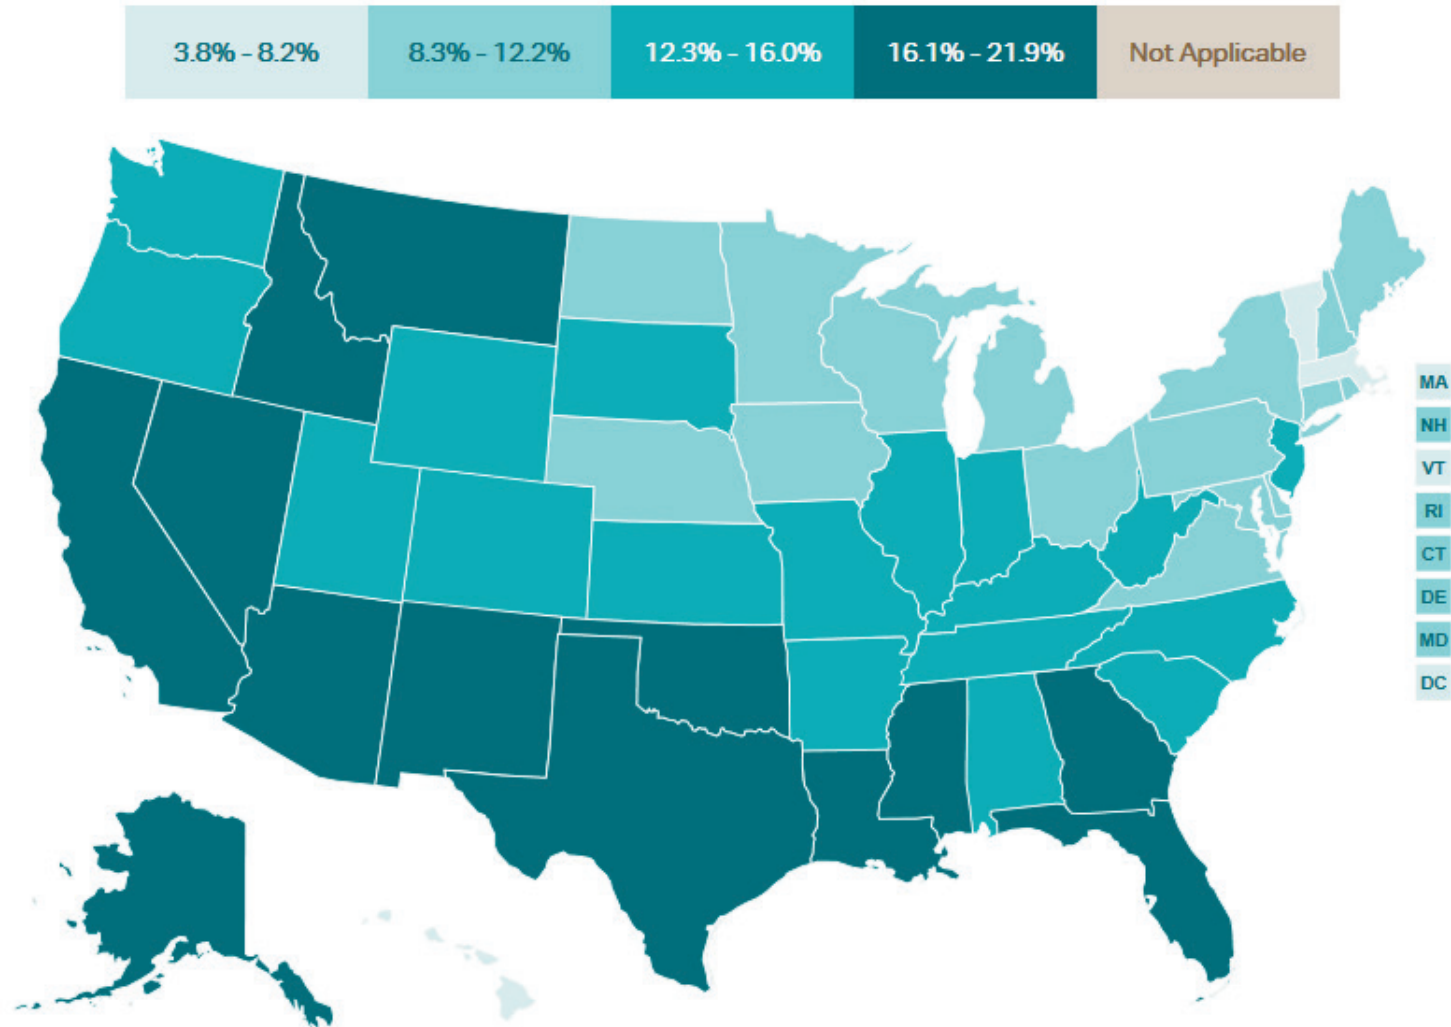 3.8% - 8.2% 8.3% - 12.2% 12.3% - 16.0% 16.1% - 21.9% Not Applicable
MA
NH
VT
RI
CT
DE
MD
DC